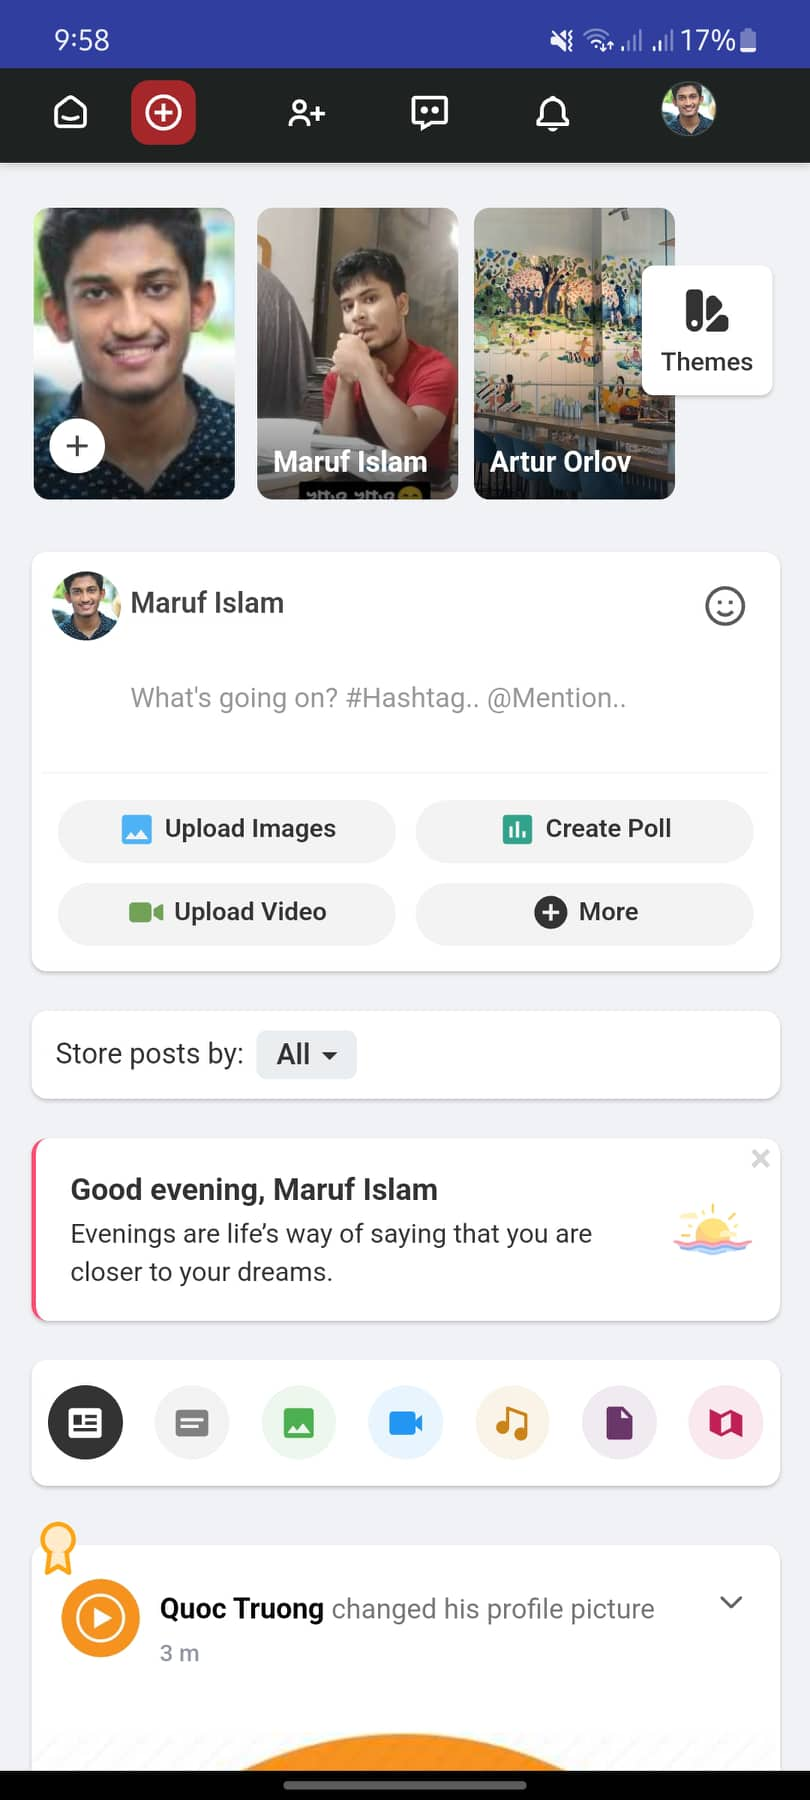 9:58
17%
Themes
Maruf Islam
Artur Orlov
Maruf Islam
What's going on? #Hashtag.. @Mention..
Upload Images
Create Poll
Upload Video
More
Store posts by: All
Good evening, Maruf Islam
Evenings are life’s way of saying that you are
closer to your dreams.
Quoc Truong changed his profile picture
3 m